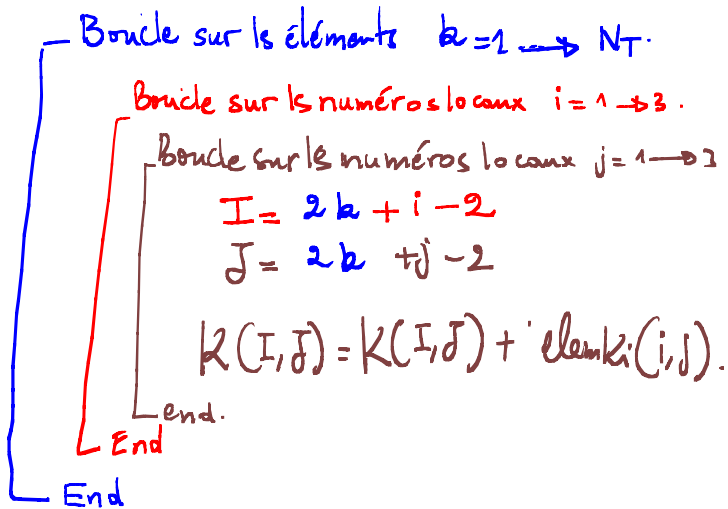 Boucle sur ls éléments k=1 → NT.
Boucle sur ls numéros locaux i = 1 → 3.
Boucle sur ls numéros locaux j = 1 → 3
I = 2k + i - 2
J = 2k + j - 2
K(I,J) = K(I,J) + elemKi(i,j).
end.
End
End